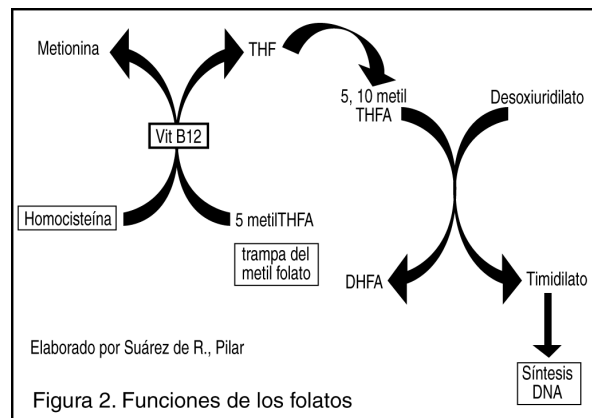 Metionina
THF
5, 10 metil
THFA
Desoxiuridilato
Vit B12
Homocisteína
5 metilTHFA
trampa del
metil folato
DHFA
Timidilato
Elaborado por Suárez de R., Pilar
Síntesis
DNA
Figura 2. Funciones de los folatos